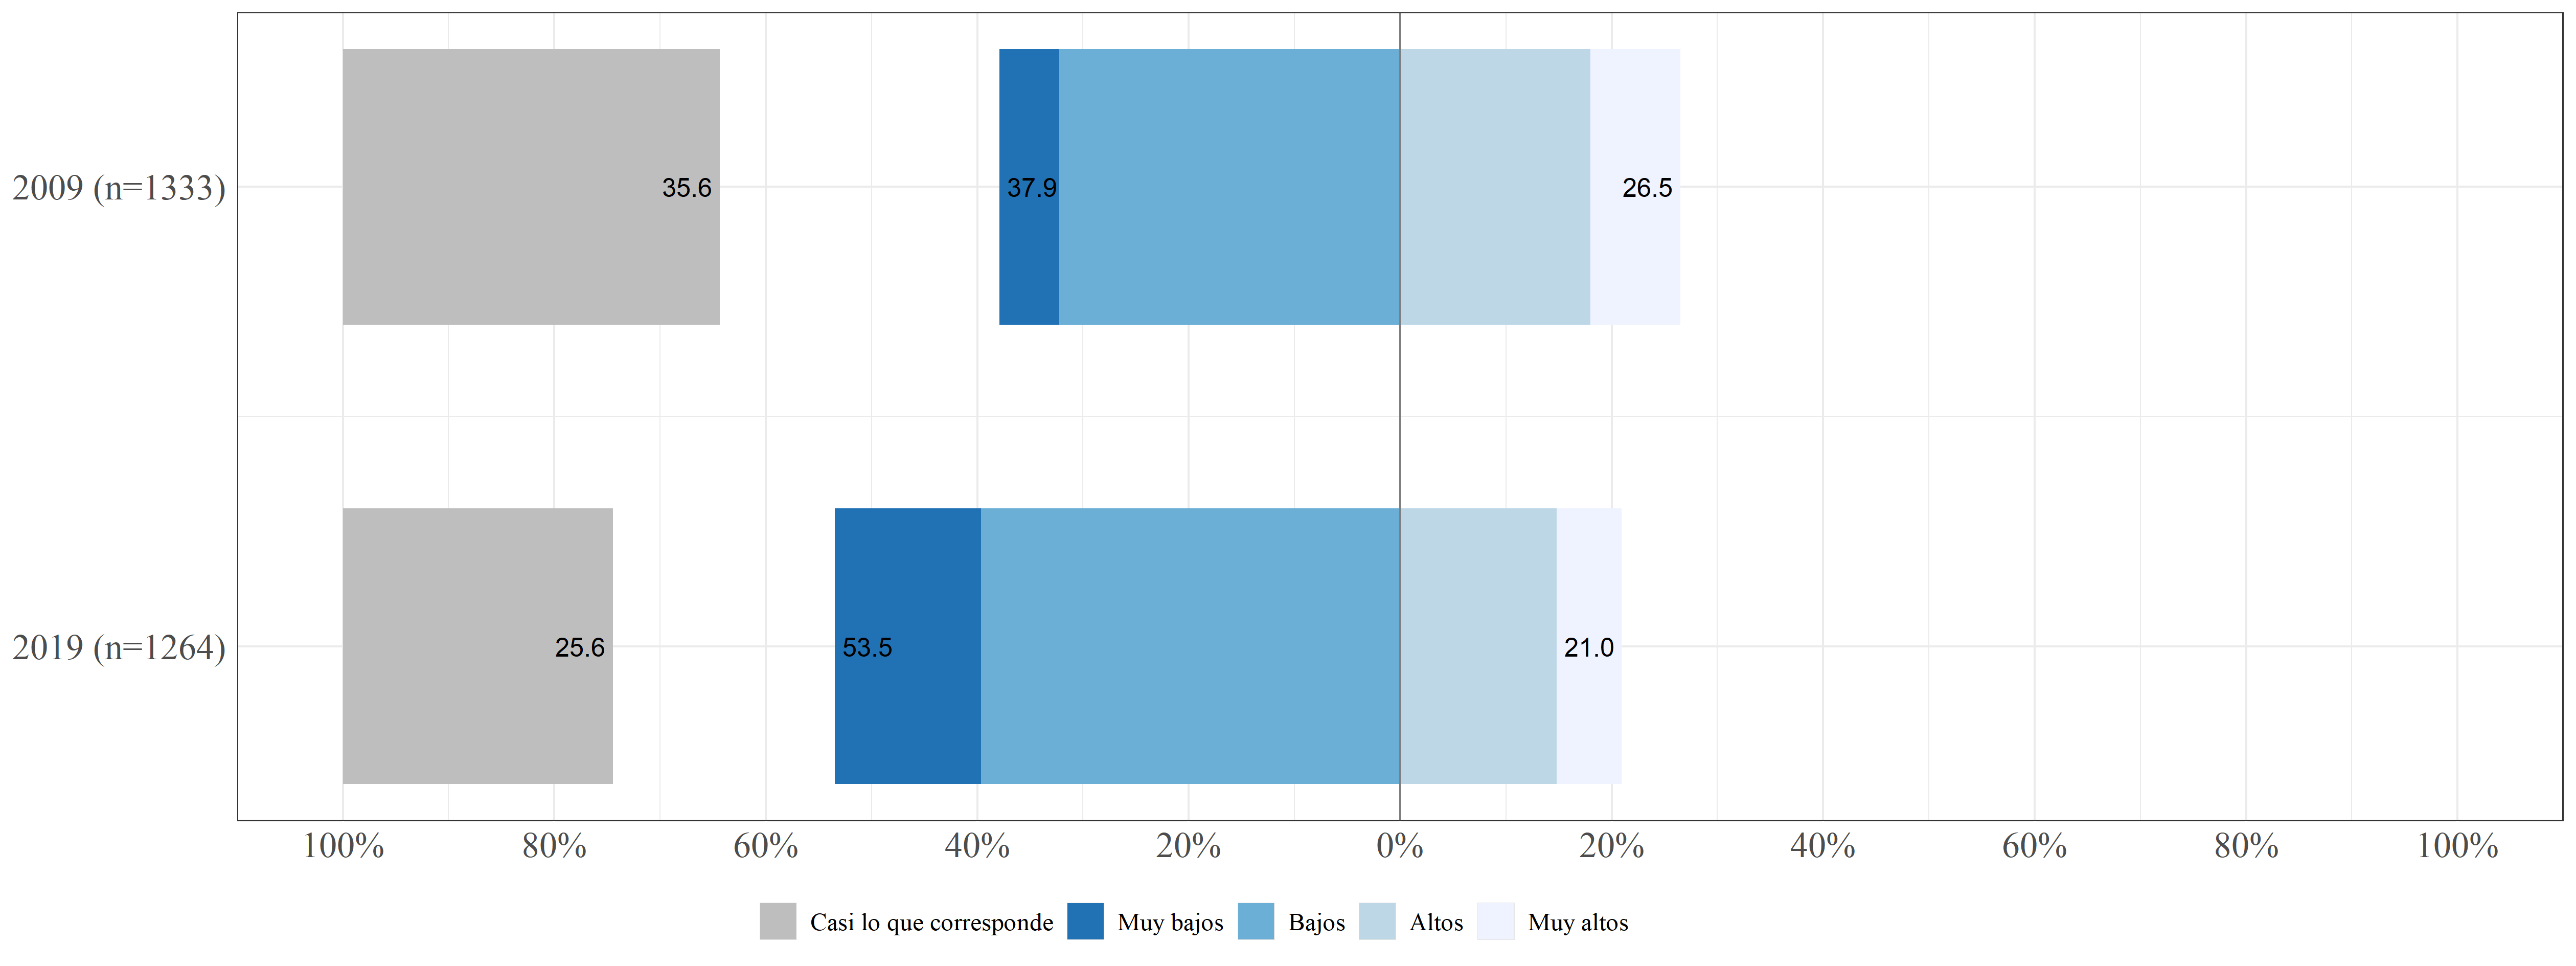 2009 (n=1333)
35.6
37.9
26.5
2019 (n=1264)
25.6
53.5
21.0
100% 80% 60% 40% 20% 0% 20% 40% 60% 80% 100%
Casi lo que corresponde Muy bajos Bajos Altos Muy altos